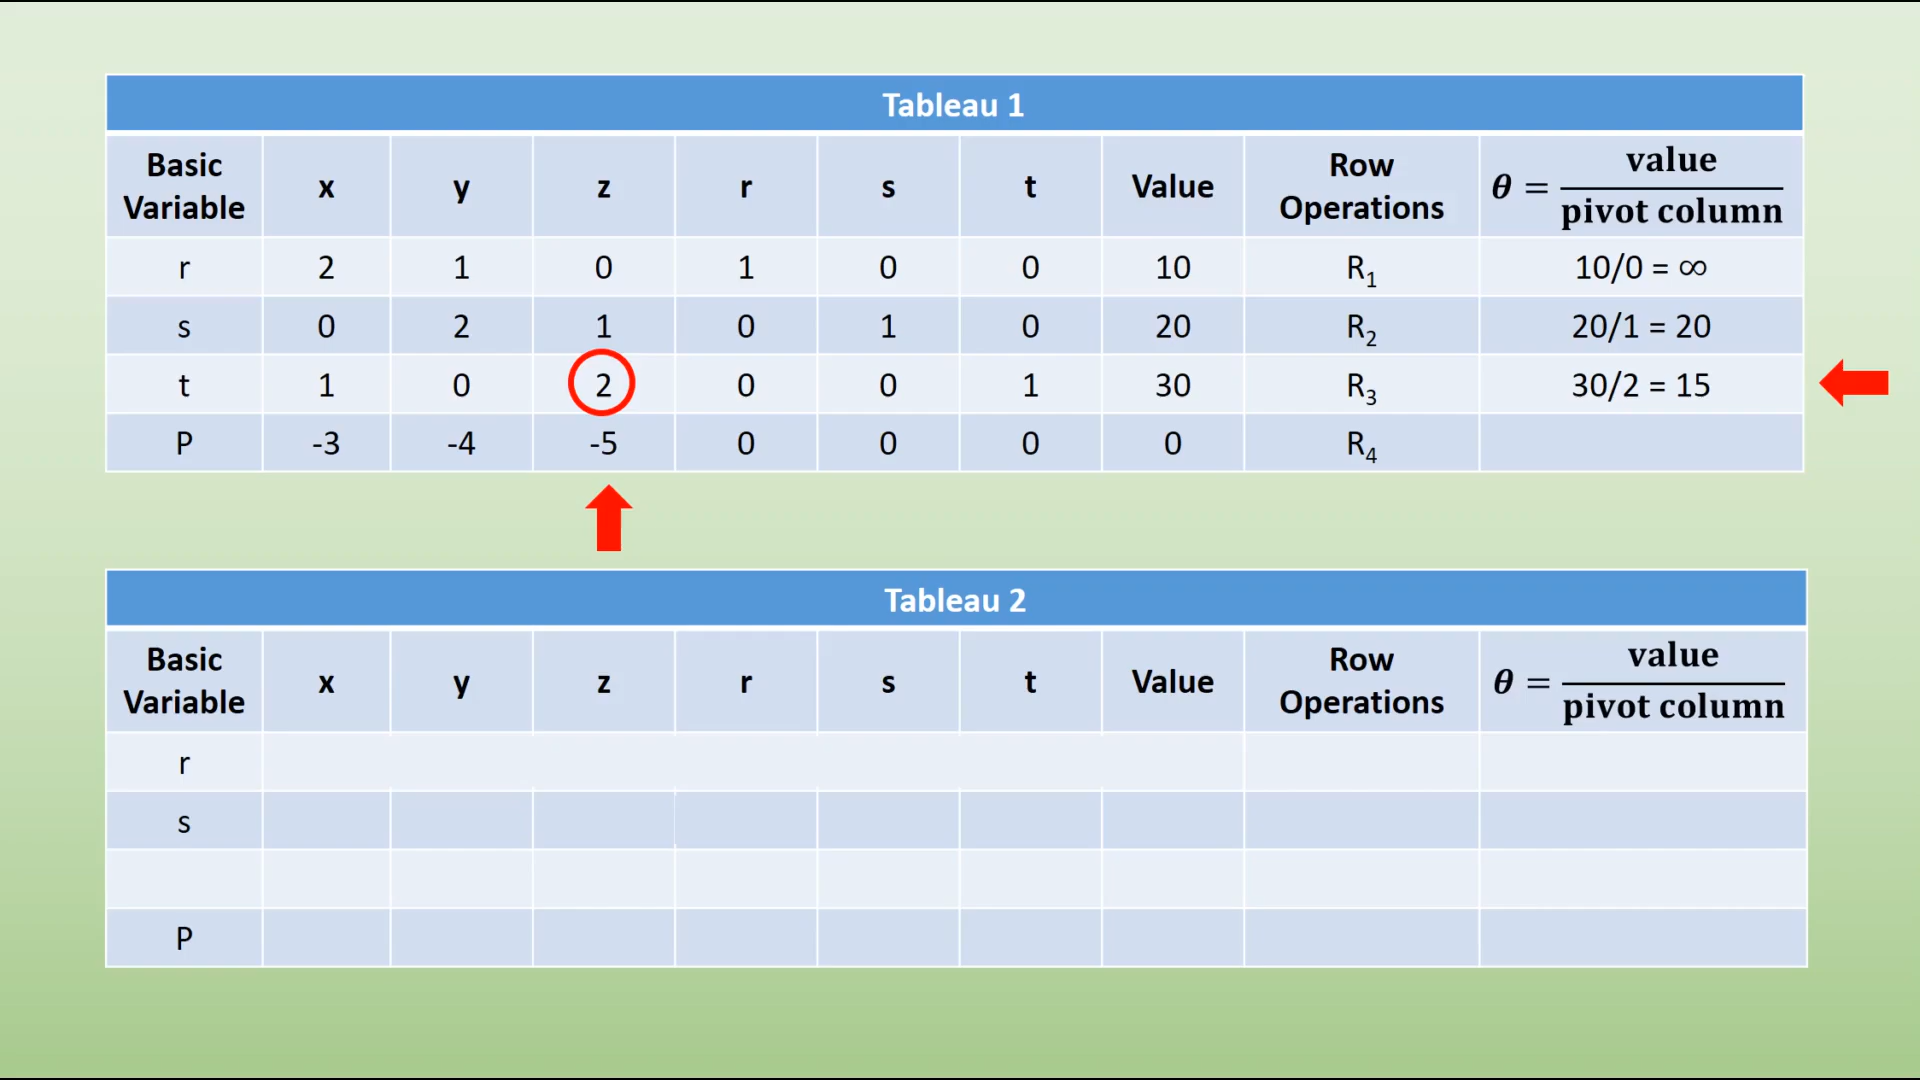 Tableau 1
Basic Variable x y z r s t Value Row Operations θ = value / pivot column
r 2 1 0 1 0 0 10 R₁ 10/0 = ∞
s 0 2 1 0 1 0 20 R₂ 20/1 = 20
t 1 0 2 0 0 1 30 R₃ 30/2 = 15
P -3 -4 -5 0 0 0 0 R₄
Tableau 2
Basic Variable x y z r s t Value Row Operations θ = value / pivot column
r
s
P